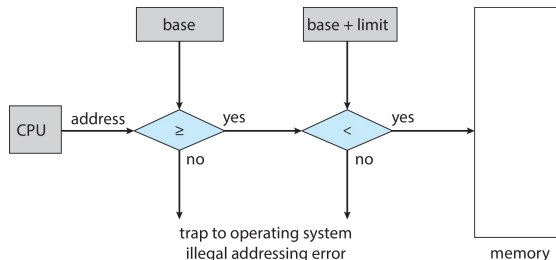 base
base + limit
CPU
address
≥
yes
<
yes
no
no
trap to operating system
illegal addressing error
memory